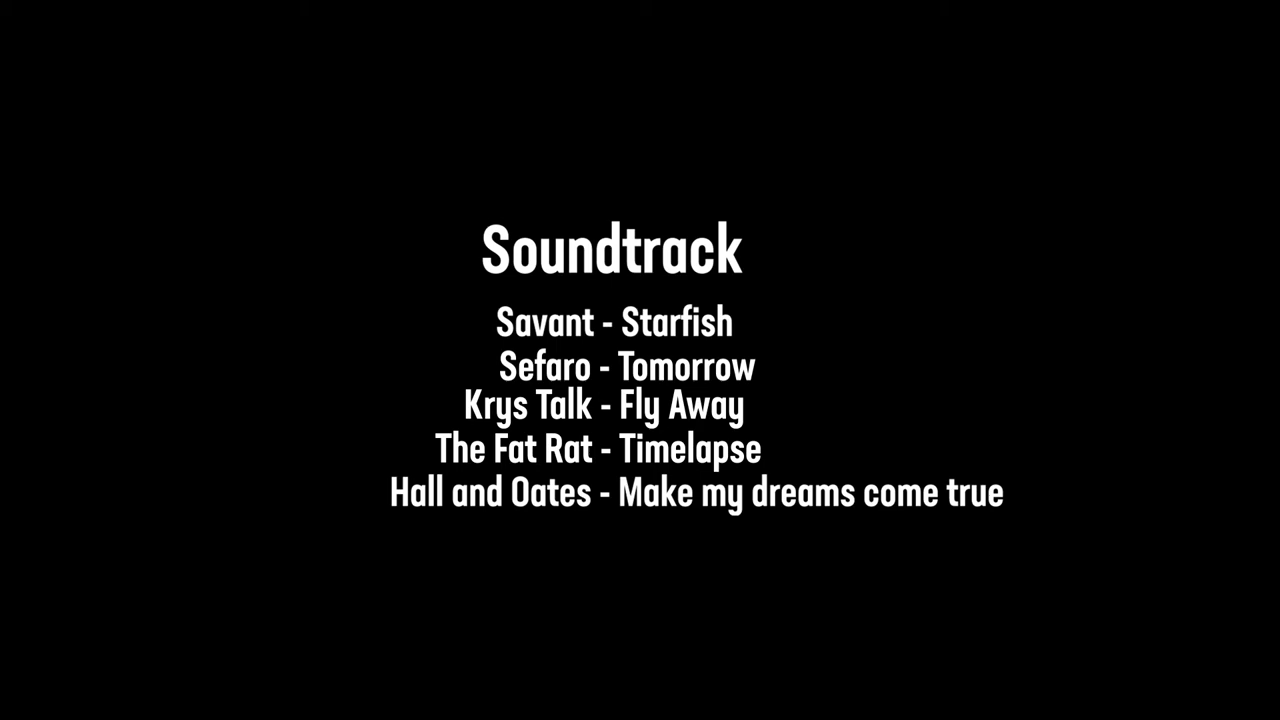 Soundtrack
Savant - Starfish
Sefaro - Tomorrow
Krys Talk - Fly Away
The Fat Rat - Timelapse
Hall and Oates - Make my dreams come true